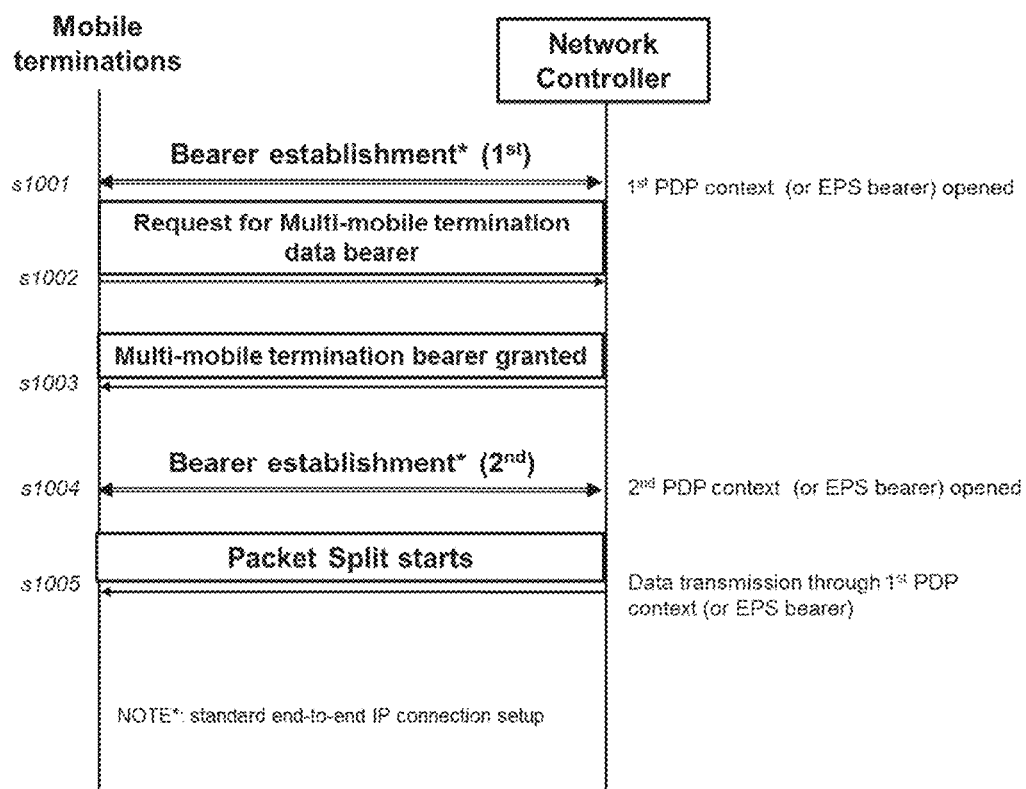 Mobile
terminations
Network
Controller
Bearer establishment* (1st)
s1001
1st PDP context (or EPS bearer) opened
Request for Multi-mobile termination
data bearer
s1002
Multi-mobile termination bearer granted
s1003
Bearer establishment* (2nd)
s1004
2nd PDP context (or EPS bearer) opened
Packet Split starts
s1005
Data transmission through 1st PDP
context (or EPS bearer)
NOTE*: standard end-to-end IP connection setup